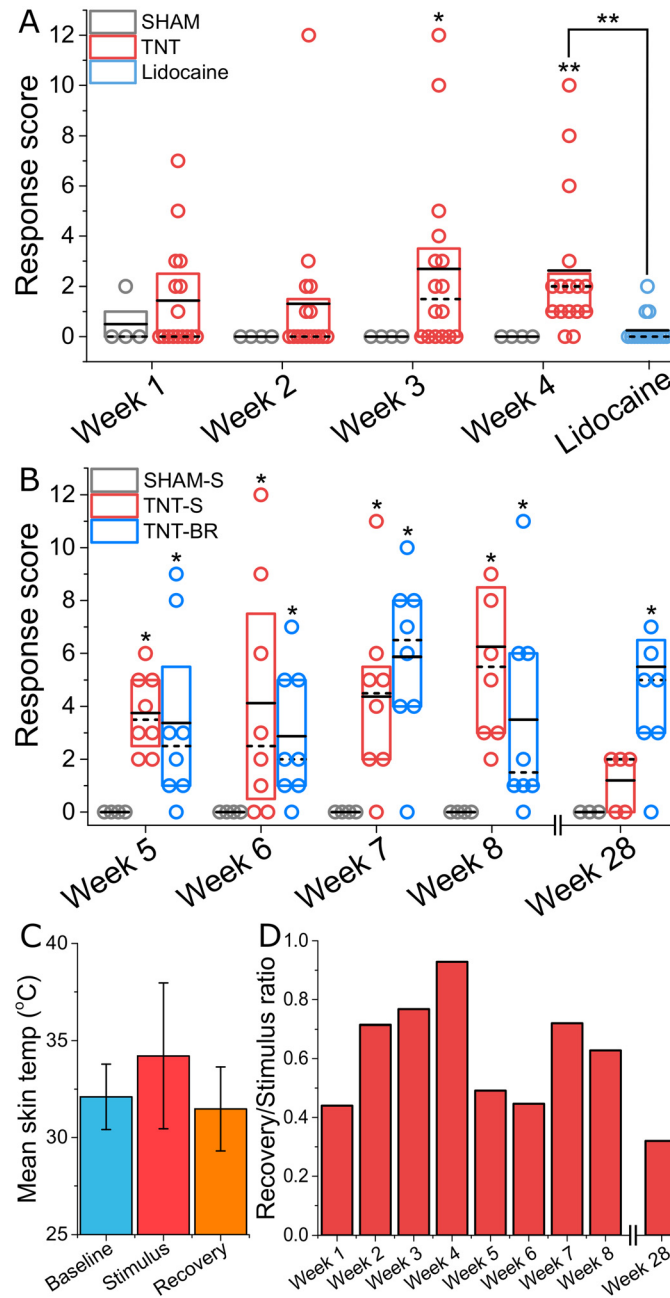 A
SHAM
TNT
Lidocaine
Response score
12
10
8
6
4
2
0
*
**
**
Week 1
Week 2
Week 3
Week 4
Lidocaine
B
SHAM-S
TNT-S
TNT-BR
Response score
12
10
8
6
4
2
0
*
*
*
*
*
*
*
*
*
Week 5
Week 6
Week 7
Week 8
Week 28
C
Mean skin temp (°C)
40
35
30
25
Baseline
Stimulus
Recovery
D
Recovery/Stimulus ratio
1.0
0.8
0.6
0.4
0.2
0.0
Week 1
Week 2
Week 3
Week 4
Week 5
Week 6
Week 7
Week 8
Week 28